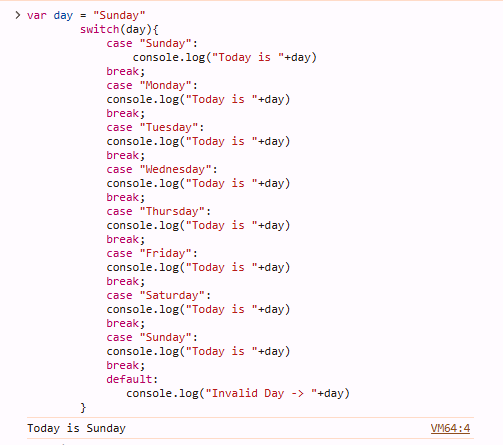 > var day = "Sunday"
switch(day){
case "Sunday":
console.log("Today is "+day)
break;
case "Monday":
console.log("Today is "+day)
break;
case "Tuesday":
console.log("Today is "+day)
break;
case "Wednesday":
console.log("Today is "+day)
break;
case "Thursday":
console.log("Today is "+day)
break;
case "Friday":
console.log("Today is "+day)
break;
case "Saturday":
console.log("Today is "+day)
break;
case "Sunday":
console.log("Today is "+day)
break;
default:
console.log("Invalid Day -> "+day)
}
Today is Sunday VM64:4